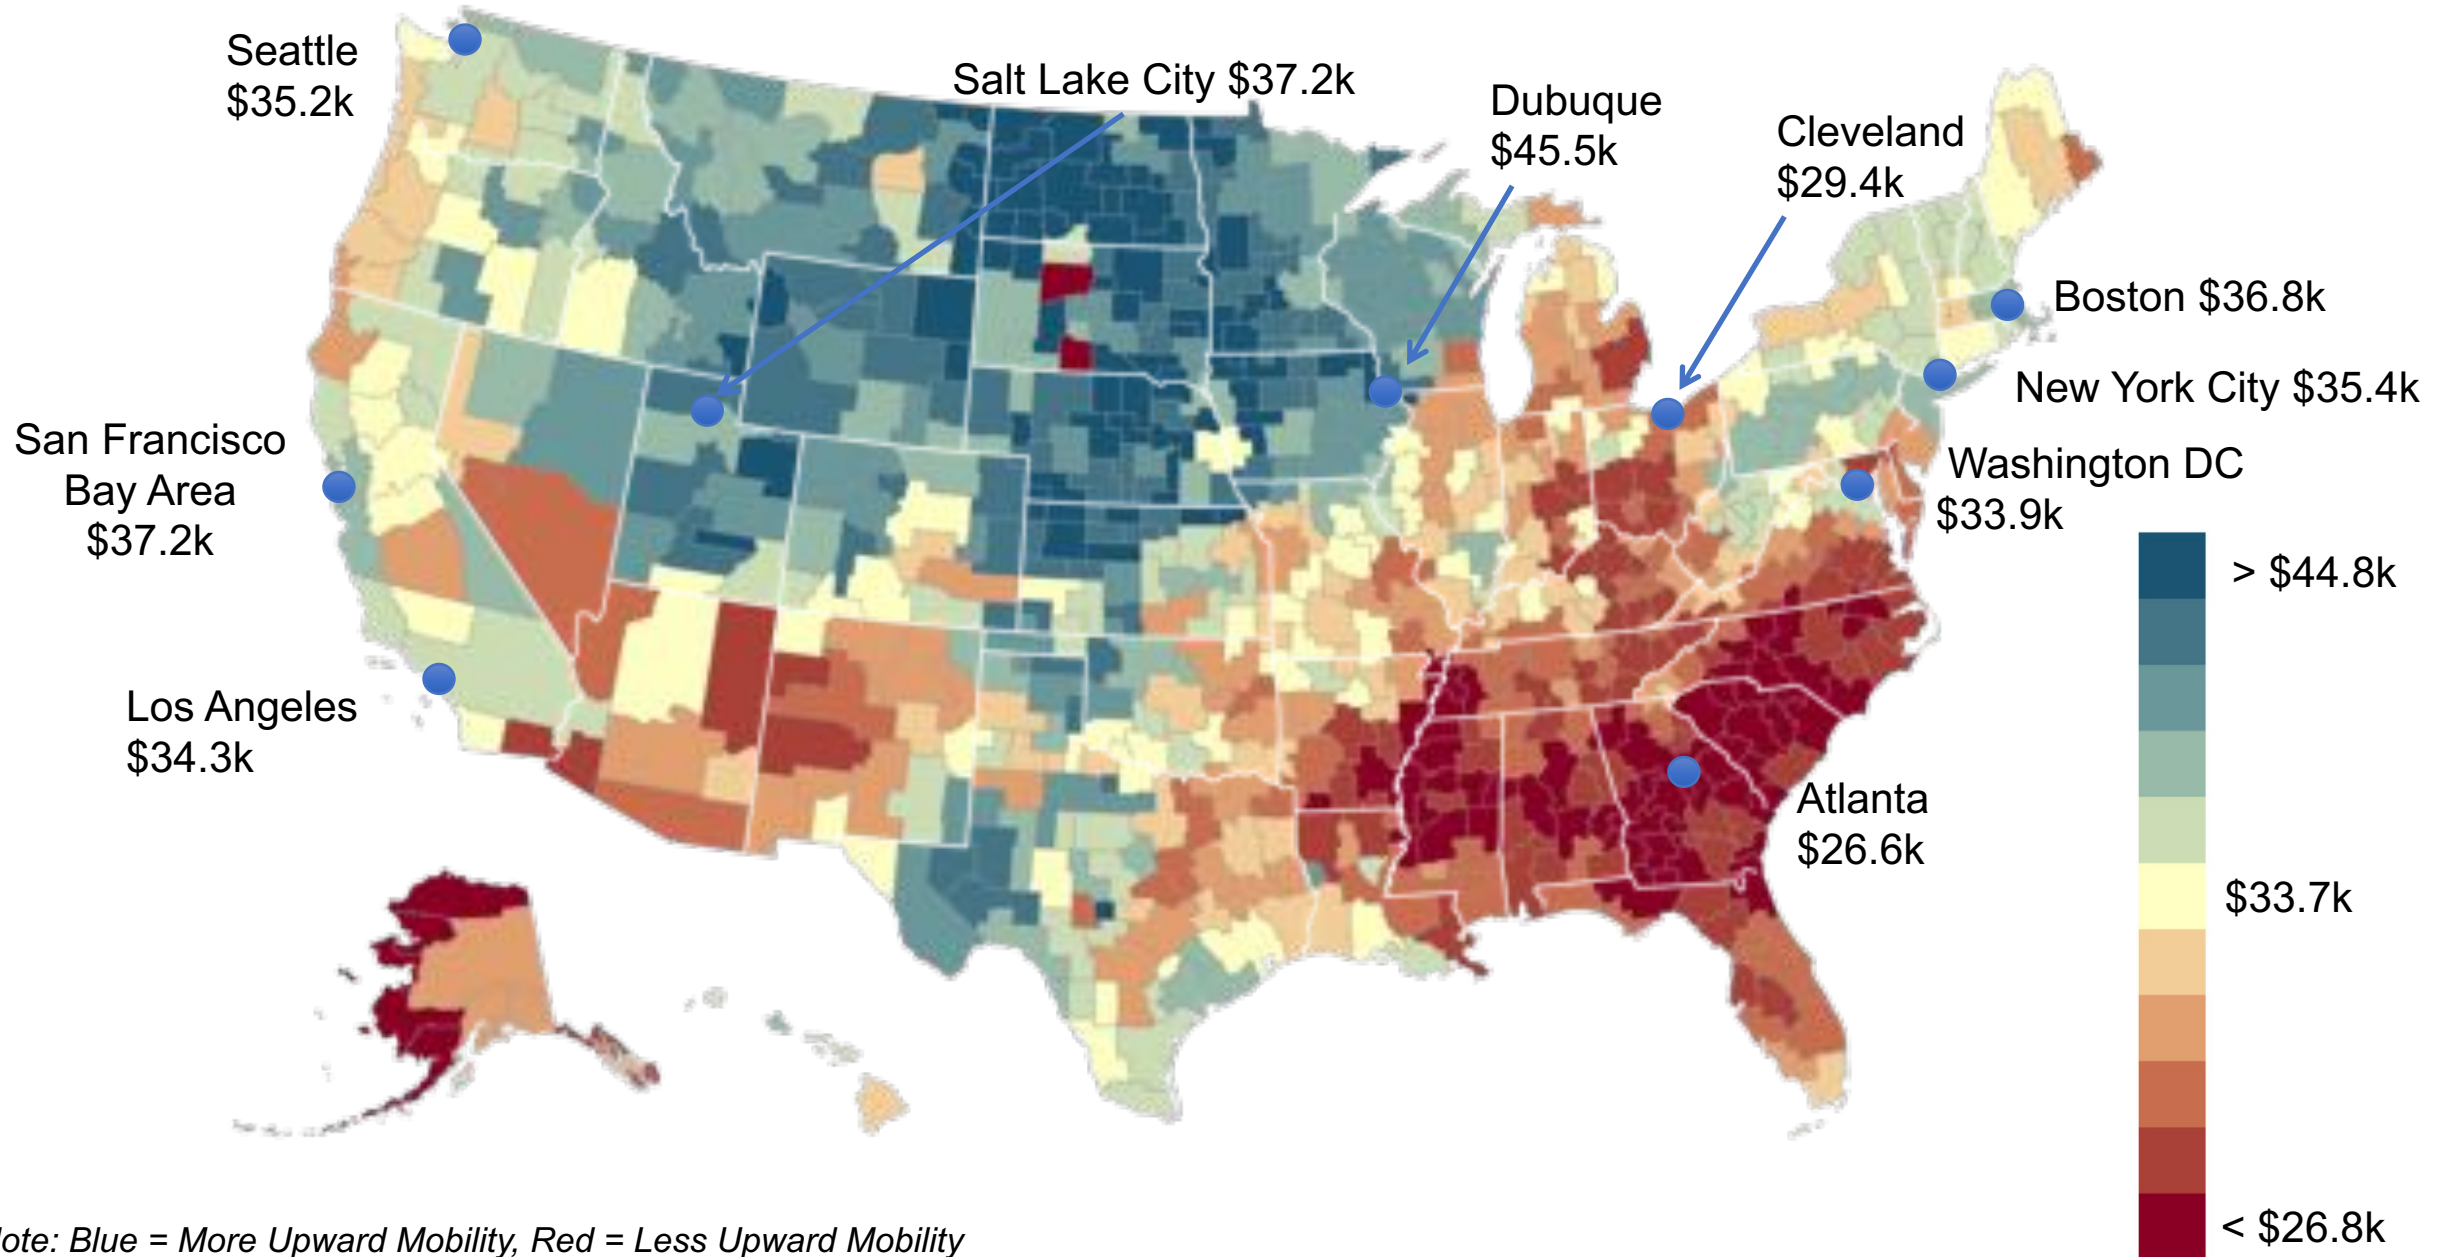 Seattle
$35.2k
Salt Lake City $37.2k
Dubuque
$45.5k
Cleveland
$29.4k
Boston $36.8k
New York City $35.4k
San Francisco
Bay Area
$37.2k
Washington DC
$33.9k
> $44.8k
Los Angeles
$34.3k
Atlanta
$26.6k
$33.7k
< $26.8k
ote: Blue = More Upward Mobility, Red = Less Upward Mobility